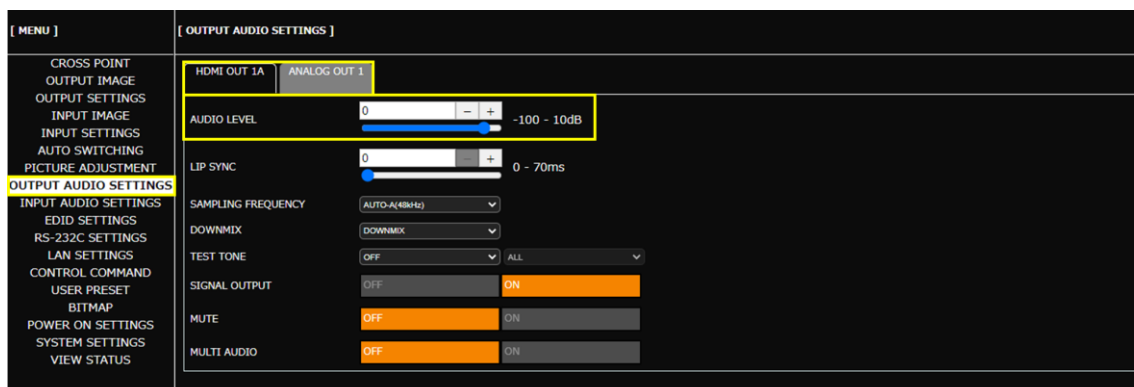 [ MENU ]
[ OUTPUT AUDIO SETTINGS ]
CROSS POINT
OUTPUT IMAGE
OUTPUT SETTINGS
INPUT IMAGE
INPUT SETTINGS
AUTO SWITCHING
PICTURE ADJUSTMENT
OUTPUT AUDIO SETTINGS
INPUT AUDIO SETTINGS
EDID SETTINGS
RS-232C SETTINGS
LAN SETTINGS
CONTROL COMMAND
USER PRESET
BITMAP
POWER ON SETTINGS
SYSTEM SETTINGS
VIEW STATUS
HDMI OUT 1A ANALOG OUT 1
AUDIO LEVEL 0 - + -100 - 10dB
LIP SYNC 0 - + 0 - 70ms
SAMPLING FREQUENCY AUTO-A(48kHz)
DOWNMIX DOWNMIX
TEST TONE OFF ALL
SIGNAL OUTPUT OFF ON
MUTE OFF ON
MULTI AUDIO OFF ON